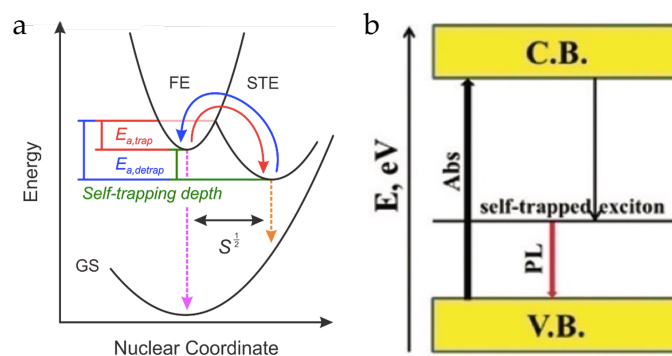 a
FE
STE
E_a,trap
E_a,detrap
Self-trapping depth
S^1/2
GS
Energy
Nuclear Coordinate
b
C.B.
E, eV
Abs
self-trapped exciton
PL
V.B.